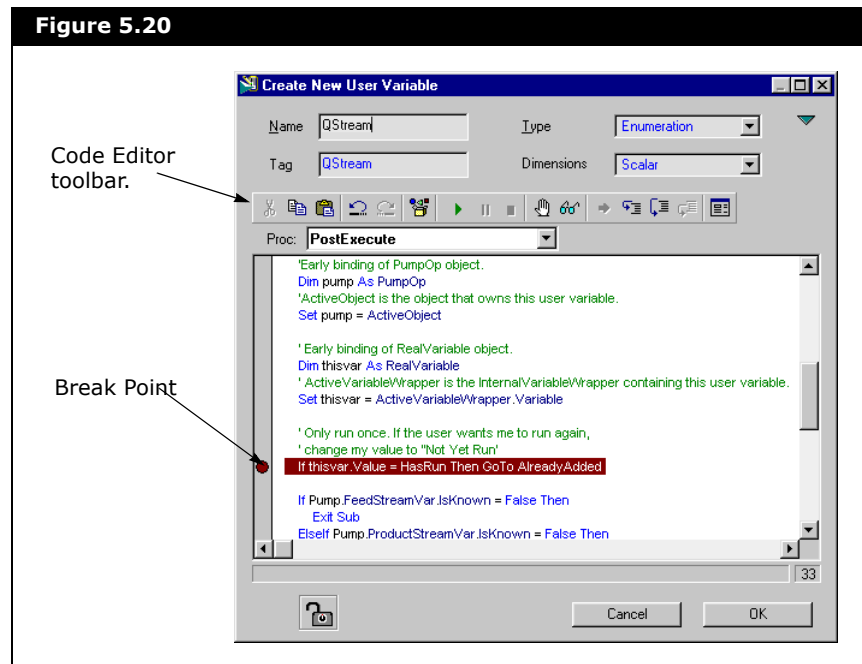 Figure 5.20
Create New User Variable
Name QStream Type Enumeration
Code Editor
toolbar.
Tag QStream Dimensions Scalar
Proc: PostExecute
'Early binding of PumpOp object.
Dim pump As PumpOp
'ActiveObject is the object that owns this user variable.
Set pump = ActiveObject
' Early binding of RealVariable object.
Dim thisvar As RealVariable
' ActiveVariableWrapper is the InternalVariableWrapper containing this user variable.
Set thisvar = ActiveVariableWrapper.Variable
Break Point
' Only run once. If the user wants me to run again,
' change my value to "Not Yet Run'
If thisvar.Value = HasRun Then GoTo AlreadyAdded
If Pump.FeedStreamVar.IsKnown = False Then
Exit Sub
ElseIf Pump.ProductStreamVar.IsKnown = False Then
33
Cancel OK